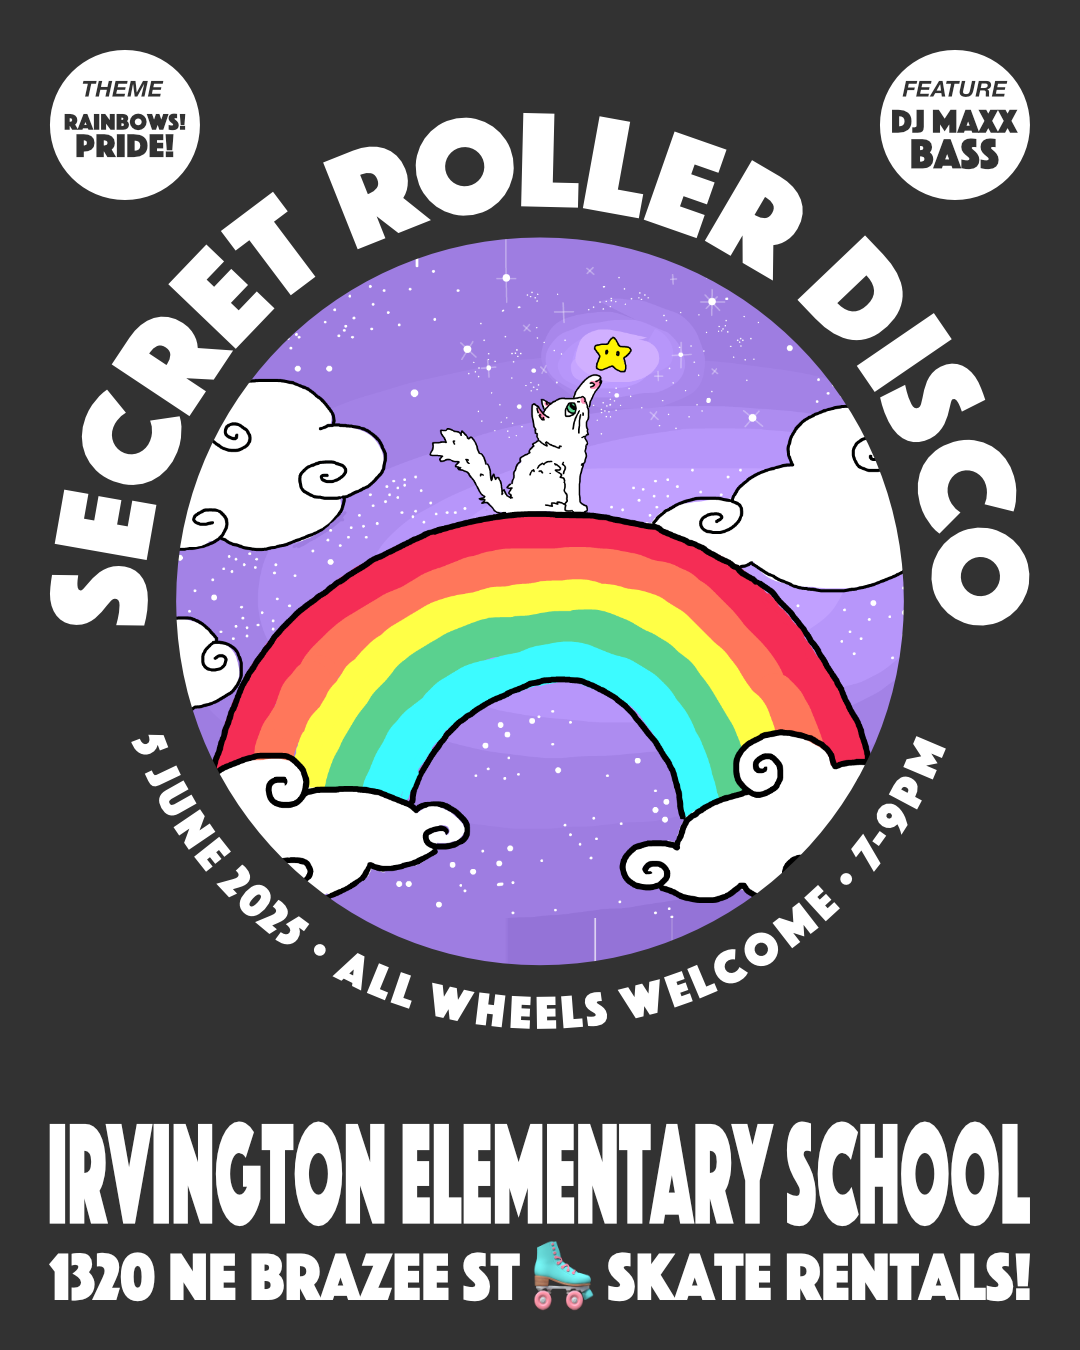 THEME
RAINBOWS!
PRIDE!
FEATURE
DJ MAXX
BASS
SECRET ROLLER DISCO
5 JUNE 2025 • ALL WHEELS WELCOME • 7-9PM
IRVINGTON ELEMENTARY SCHOOL
1320 NE BRAZEE ST 🛼 SKATE RENTALS!